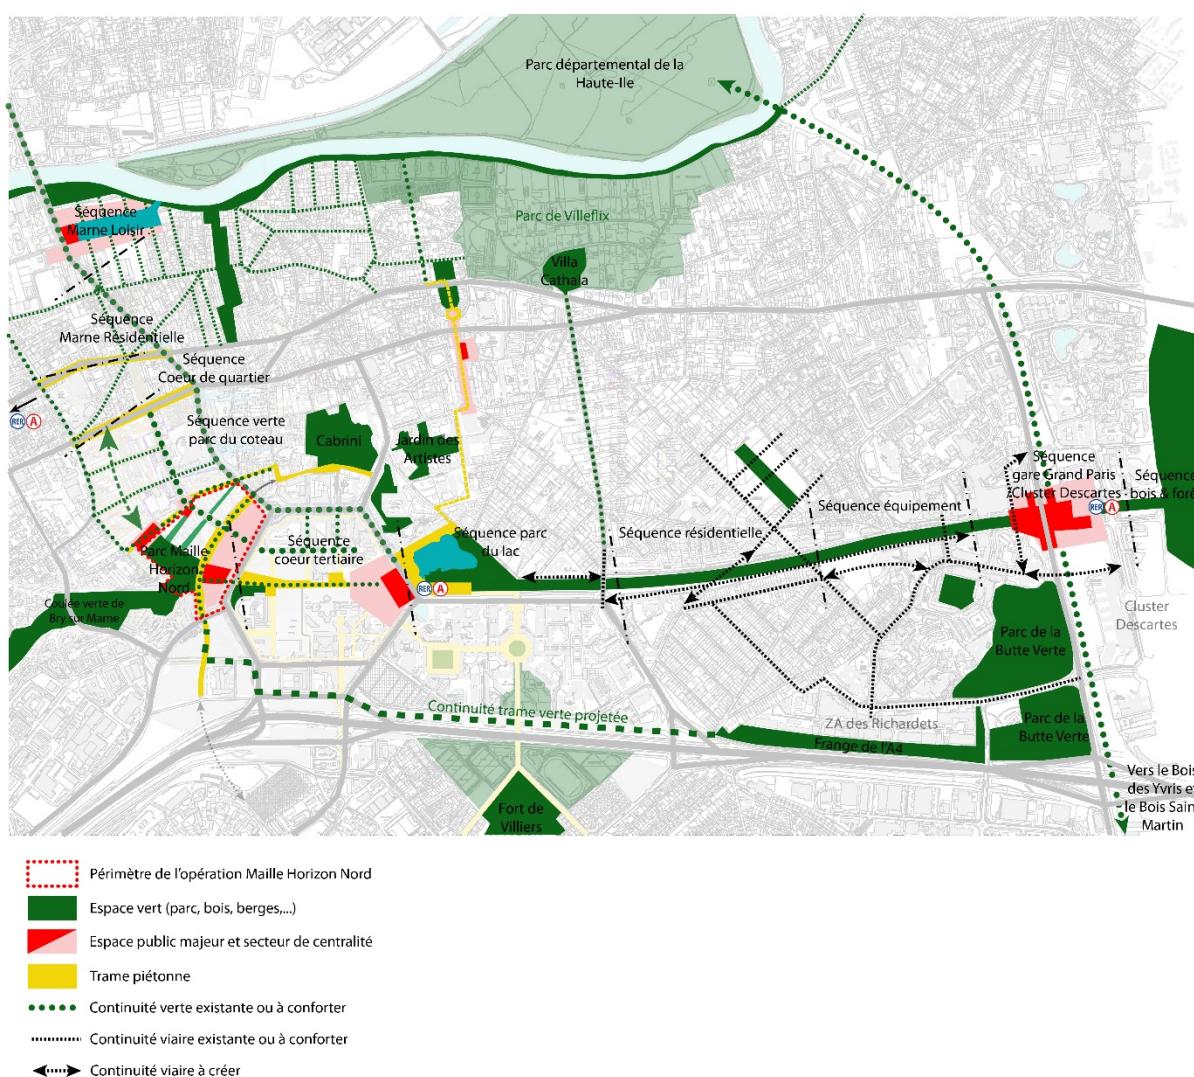 Parc départemental de la
Haute-Ile
Séquence
Marne Loisir
Parc de Villeflix
Villa
Cathala
Séquence
Marne Résidentielle
Séquence
Coeur de quartier
RER A
Séquence verte
parc du coteau
Cabrini
Jardin des
Artistes
Séquence
gare Grand Paris
Cluster Descartes
Séquence
bois & forê
RER A
Séquence équipement
Séquence résidentielle
Séquence parc
du lac
Séquence
coeur tertiaire
Parc Maille
Horizon
Nord
RER A
Coulée verte de
Bry sur Marne
Cluster
Descartes
Parc de la
Butte Verte
Continuité trame verte projetée
ZA des Richardets
Parc de la
Butte Verte
Frange de l'A4
Vers le Bois
des Yvris et
le Bois Sain
Martin
Fort de
Villiers
Périmètre de l'opération Maille Horizon Nord
Espace vert (parc, bois, berges,...)
Espace public majeur et secteur de centralité
Trame piétonne
Continuité verte existante ou à conforter
Continuité viaire existante ou à conforter
Continuité viaire à créer